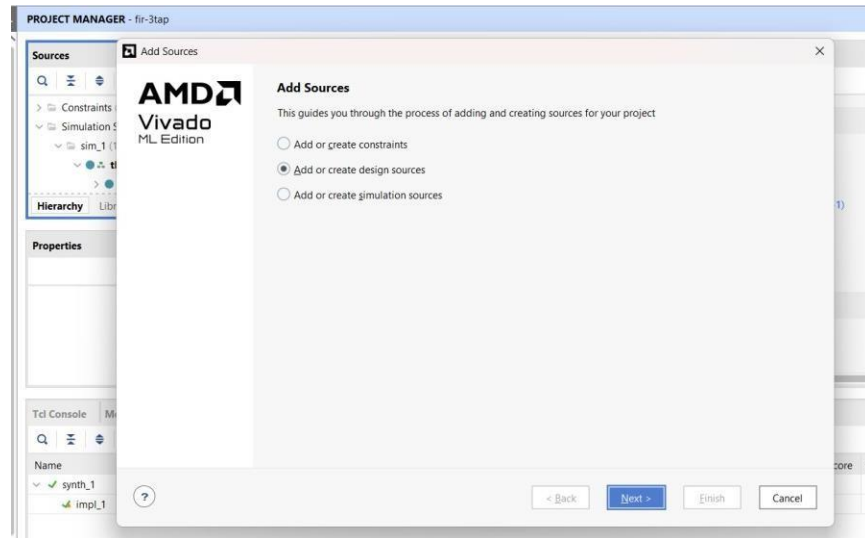 PROJECT MANAGER - fir-3tap
Sources
Add Sources
Constraints
Simulation S
sim_1 (1
Hierarchy Libr
Properties
Tcl Console M
Name
synth_1
impl_1
AMD
Vivado
ML Edition
Add Sources
This guides you through the process of adding and creating sources for your project
Add or create constraints
Add or create design sources
Add or create simulation sources
?
< Back Next > Finish Cancel
-1)
core